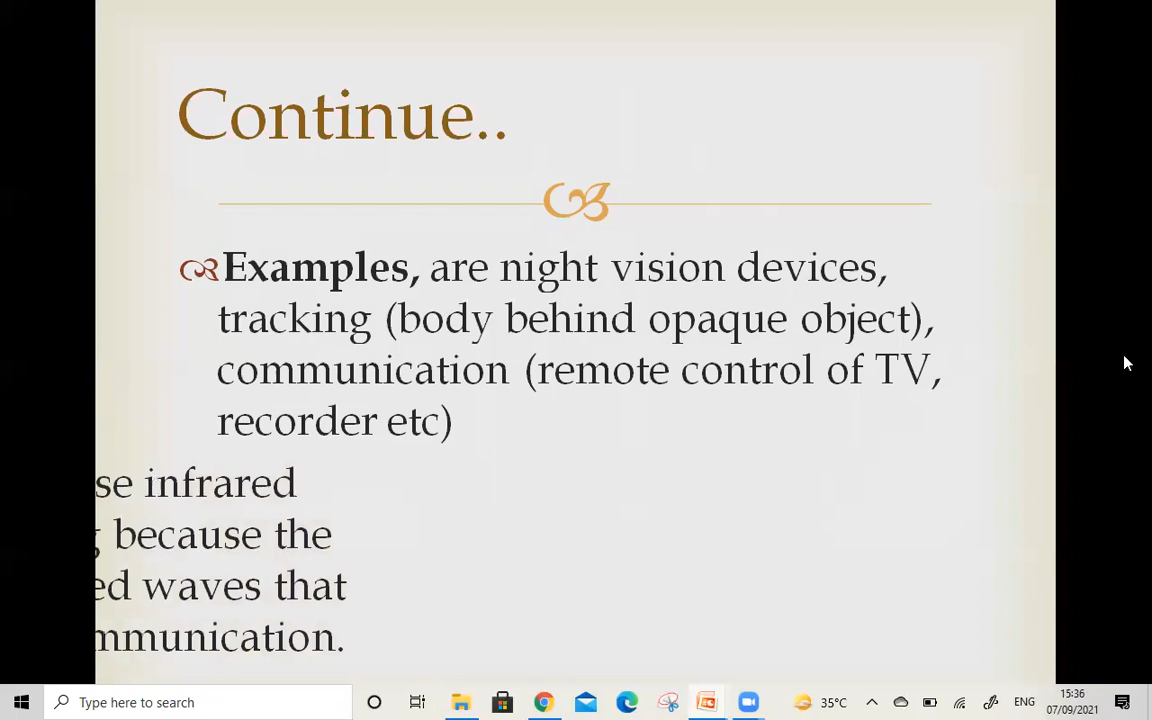 Continue..
Examples, are night vision devices,
tracking (body behind opaque object),
communication (remote control of TV,
recorder etc)
se infrared
because the
ed waves that
mmunication.
Type here to search
35°C
ENG
15:36
07/09/2021